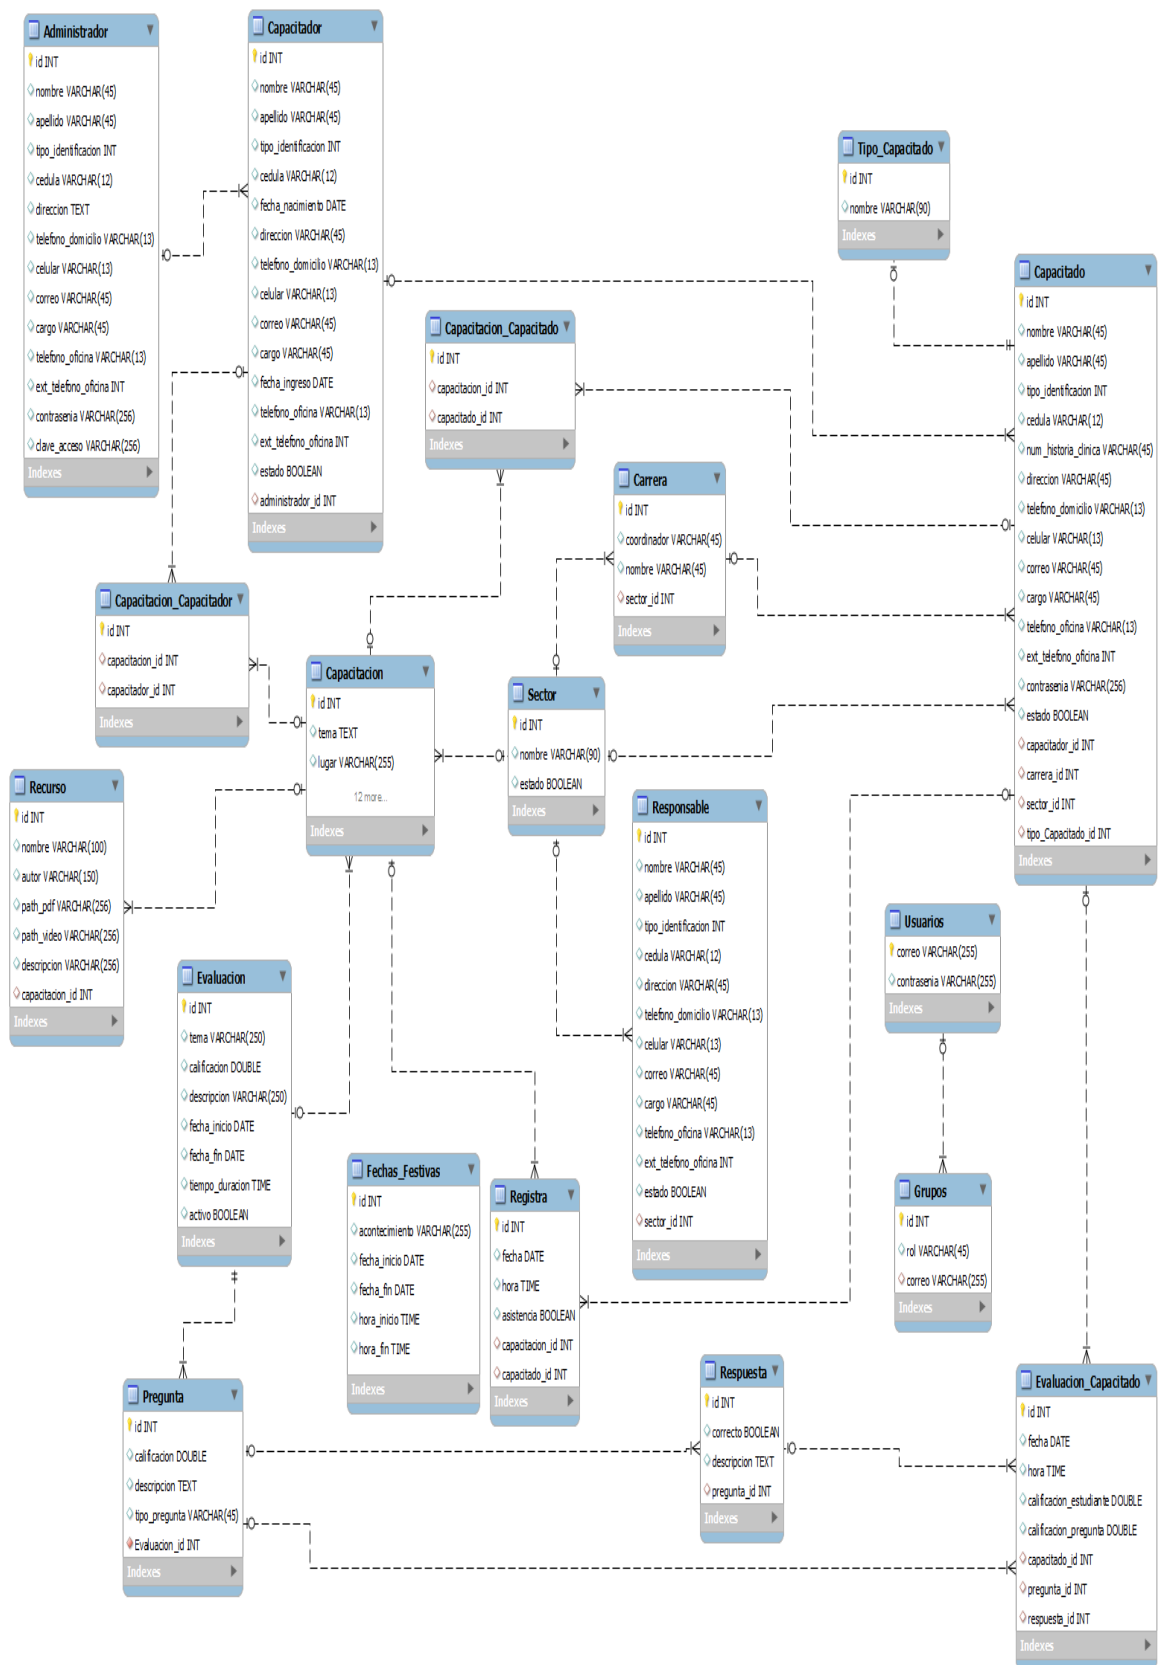 Administrador
id INT
nombre VARCHAR(45)
apellido VARCHAR(45)
tipo_identificacion INT
cedula VARCHAR(12)
direccion TEXT
telefono_domicilio VARCHAR(13)
celular VARCHAR(13)
correo VARCHAR(45)
cargo VARCHAR(45)
telefono_oficina VARCHAR(13)
ext_telefono_oficina INT
contrasenia VARCHAR(256)
clave_acceso VARCHAR(256)
Indexes
Capacitador
id INT
nombre VARCHAR(45)
apellido VARCHAR(45)
tipo_identificacion INT
cedula VARCHAR(12)
fecha_nacimiento DATE
direccion VARCHAR(45)
telefono_domicilio VARCHAR(13)
celular VARCHAR(13)
correo VARCHAR(45)
cargo VARCHAR(45)
fecha_ingreso DATE
telefono_oficina VARCHAR(13)
ext_telefono_oficina INT
estado BOOLEAN
administrador_id INT
Indexes
Tipo_Capacitado
id INT
nombre VARCHAR(90)
Indexes
Capacitado
id INT
nombre VARCHAR(45)
apellido VARCHAR(45)
tipo_identificacion INT
cedula VARCHAR(12)
num_historia_clinica VARCHAR(45)
direccion VARCHAR(45)
telefono_domicilio VARCHAR(13)
celular VARCHAR(13)
correo VARCHAR(45)
cargo VARCHAR(45)
telefono_oficina VARCHAR(13)
ext_telefono_oficina INT
contrasenia VARCHAR(256)
estado BOOLEAN
capacitador_id INT
carrera_id INT
sector_id INT
tipo_Capacitado_id INT
Indexes
Capacitacion_Capacitado
id INT
capacitacion_id INT
capacitado_id INT
Indexes
Carrera
id INT
coordinador VARCHAR(45)
nombre VARCHAR(45)
sector_id INT
Indexes
Capacitacion_Capacitador
id INT
capacitacion_id INT
capacitador_id INT
Indexes
Capacitacion
id INT
tema TEXT
lugar VARCHAR(255)
12 more...
Indexes
Sector
id INT
nombre VARCHAR(90)
estado BOOLEAN
Indexes
Recurso
id INT
nombre VARCHAR(100)
autor VARCHAR(150)
path_pdf VARCHAR(256)
path_video VARCHAR(256)
descripcion VARCHAR(256)
capacitacion_id INT
Indexes
Responsable
id INT
nombre VARCHAR(45)
apellido VARCHAR(45)
tipo_identificacion INT
cedula VARCHAR(12)
direccion VARCHAR(45)
telefono_domicilio VARCHAR(13)
celular VARCHAR(13)
correo VARCHAR(45)
cargo VARCHAR(45)
telefono_oficina VARCHAR(13)
ext_telefono_oficina INT
estado BOOLEAN
sector_id INT
Indexes
Usuarios
correo VARCHAR(255)
contrasenia VARCHAR(255)
Indexes
Evaluacion
id INT
tema VARCHAR(250)
calificacion DOUBLE
descripcion VARCHAR(250)
fecha_inicio DATE
fecha_fin DATE
tiempo_duracion TIME
activo BOOLEAN
Indexes
Fechas_Festivas
id INT
acontecimiento VARCHAR(255)
fecha_inicio DATE
fecha_fin DATE
hora_inicio TIME
hora_fin TIME
Indexes
Registra
id INT
fecha DATE
hora TIME
asistencia BOOLEAN
capacitacion_id INT
capacitado_id INT
Indexes
Grupos
id INT
rol VARCHAR(45)
correo VARCHAR(255)
Indexes
Pregunta
id INT
calificacion DOUBLE
descripcion TEXT
tipo_pregunta VARCHAR(45)
Evaluacion_id INT
Indexes
Respuesta
id INT
correcto BOOLEAN
descripcion TEXT
pregunta_id INT
Indexes
Evaluacion_Capacitado
id INT
fecha DATE
hora TIME
calificacion_estudiante DOUBLE
calificacion_pregunta DOUBLE
capacitado_id INT
pregunta_id INT
respuesta_id INT
Indexes